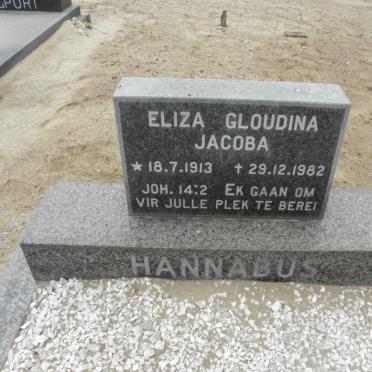 ELIZA GLOUDINA
JACOBA
★ 18.7.1913 ✝ 29.12.1982
JOH. 14:2 EK GAAN OM
VIR JULLE PLEK TE BEREI
HANNABUS